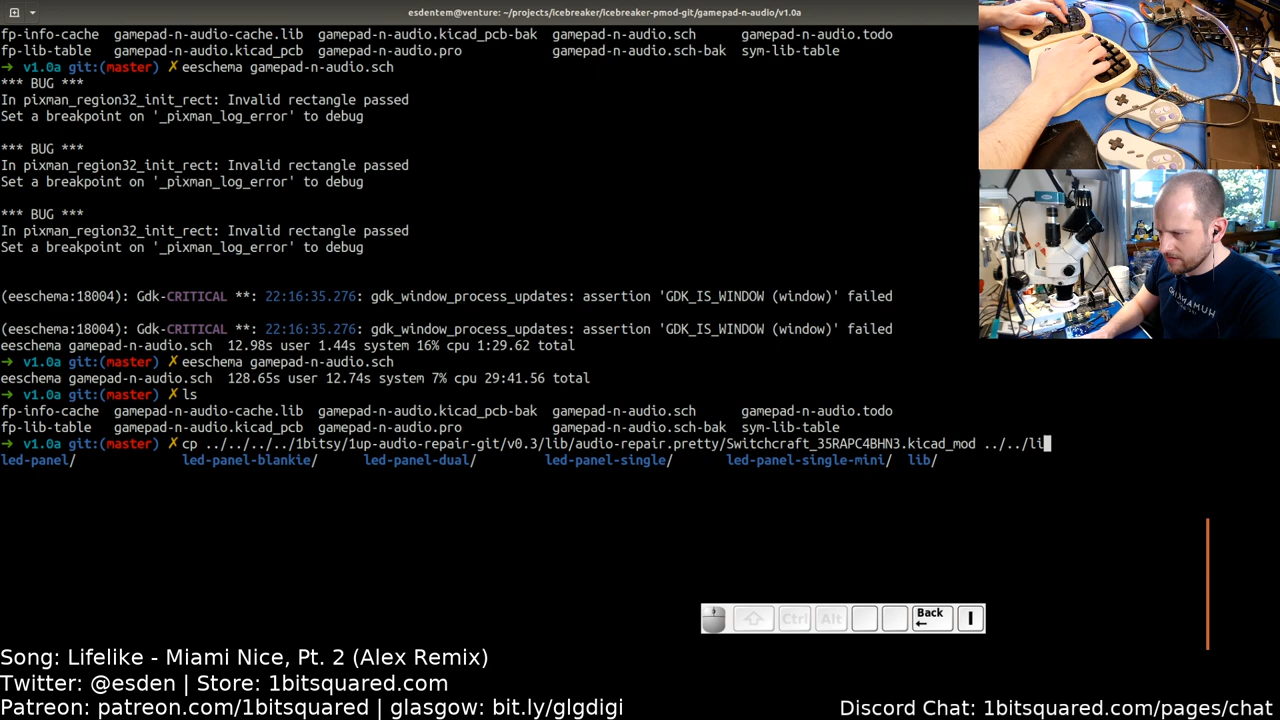 esdentem@venture: ~/projects/icebreaker/icebreaker-pmod-git/gamepad-n-audio/v1.0a
fp-info-cache gamepad-n-audio-cache.lib gamepad-n-audio.kicad_pcb-bak gamepad-n-audio.sch gamepad-n-audio.todo
fp-lib-table gamepad-n-audio.kicad_pcb gamepad-n-audio.pro gamepad-n-audio.sch-bak sym-lib-table
→ v1.0a git:(master) ✗ eeschema gamepad-n-audio.sch
*** BUG ***
In pixman_region32_init_rect: Invalid rectangle passed
Set a breakpoint on '_pixman_log_error' to debug
*** BUG ***
In pixman_region32_init_rect: Invalid rectangle passed
Set a breakpoint on '_pixman_log_error' to debug
*** BUG ***
In pixman_region32_init_rect: Invalid rectangle passed
Set a breakpoint on '_pixman_log_error' to debug
(eeschema:18004): Gdk-CRITICAL **: 22:16:35.276: gdk_window_process_updates: assertion 'GDK_IS_WINDOW (window)' failed
(eeschema:18004): Gdk-CRITICAL **: 22:16:35.276: gdk_window_process_updates: assertion 'GDK_IS_WINDOW (window)' failed
eeschema gamepad-n-audio.sch 12.98s user 1.44s system 16% cpu 1:29.62 total
→ v1.0a git:(master) ✗ eeschema gamepad-n-audio.sch
eeschema gamepad-n-audio.sch 128.65s user 12.74s system 7% cpu 29:41.56 total
→ v1.0a git:(master) ✗ ls
fp-info-cache gamepad-n-audio-cache.lib gamepad-n-audio.kicad_pcb-bak gamepad-n-audio.sch gamepad-n-audio.todo
fp-lib-table gamepad-n-audio.kicad_pcb gamepad-n-audio.pro gamepad-n-audio.sch-bak sym-lib-table
→ v1.0a git:(master) ✗ cp ../../../../1bitsy/1up-audio-repair-git/v0.3/lib/audio-repair.pretty/Switchcraft_35RAPC4BHN3.kicad_mod ../../li
led-panel/ led-panel-blankie/ led-panel-dual/ led-panel-single/ led-panel-single-mini/ lib/
Ctrl Alt Back ← I
Song: Lifelike - Miami Nice, Pt. 2 (Alex Remix)
Twitter: @esden | Store: 1bitsquared.com
Patreon: patreon.com/1bitsquared | glasgow: bit.ly/glgdigi
Discord Chat: 1bitsquared.com/pages/chat